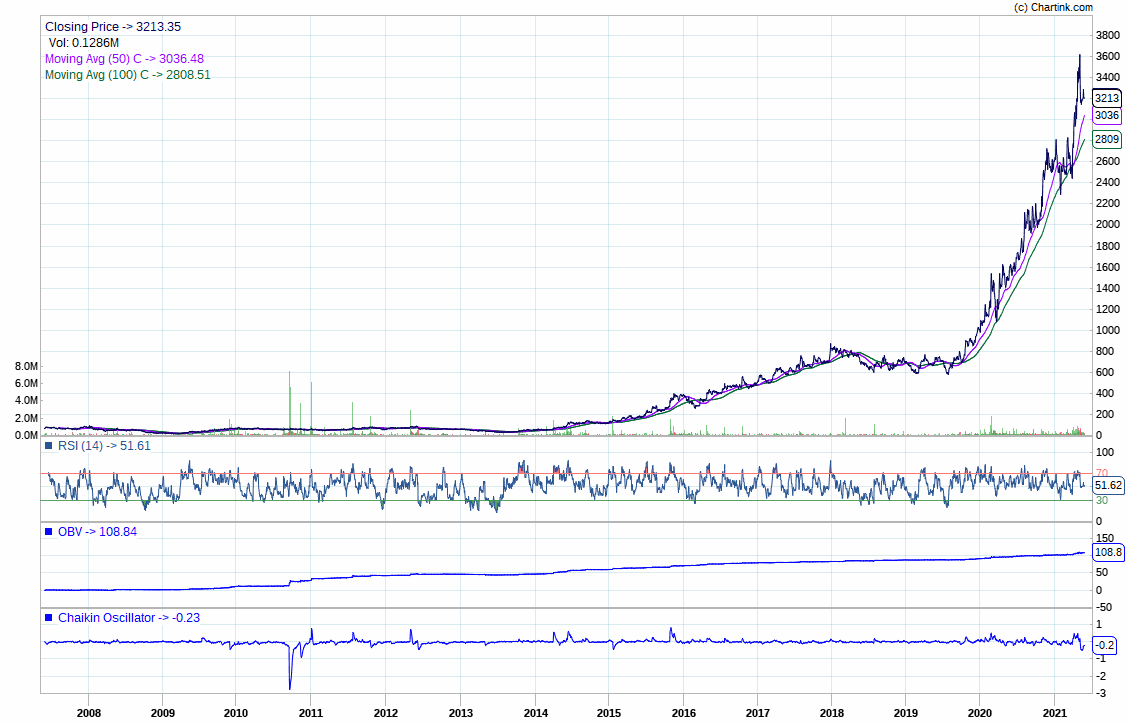 (c) Chartink.com
Closing Price -> 3213.35
Vol: 0.1286M
Moving Avg (50) C -> 3036.48
Moving Avg (100) C -> 2808.51
3800
3600
3400
3213
3036
2809
2600
2400
2200
2000
1800
1600
1400
1200
1000
800
600
400
200
0
8.0M
6.0M
4.0M
2.0M
0.0M
RSI (14) -> 51.61
100
70
51.62
30
0
OBV -> 108.84
150
108.8
50
0
-50
Chaikin Oscillator -> -0.23
1
-0.2
-1
-2
-3
2008 2009 2010 2011 2012 2013 2014 2015 2016 2017 2018 2019 2020 2021